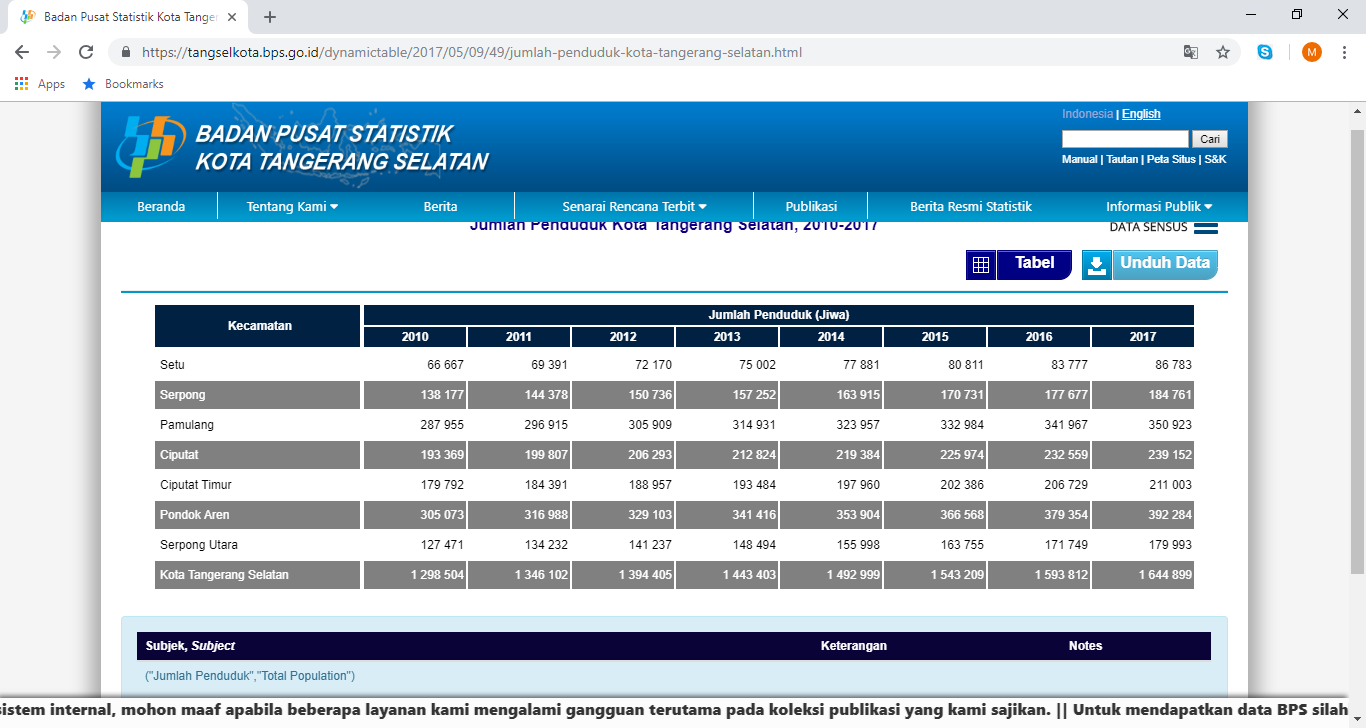 Badan Pusat Statistik Kota Tanger
https://tangselkota.bps.go.id/dynamictable/2017/05/09/49/jumlah-penduduk-kota-tangerang-selatan.html
M
Apps Bookmarks
BADAN PUSAT STATISTIK
KOTA TANGERANG SELATAN
Indonesia | English
Cari
Manual | Tautan | Peta Situs | S&K
Beranda Tentang Kami Berita Senarai Rencana Terbit Publikasi Berita Resmi Statistik Informasi Publik
Jumlah Penduduk Kota Tangerang Selatan, 2010-2017
DATA SENSUS
Tabel Unduh Data
Kecamatan Jumlah Penduduk (Jiwa)
2010 2011 2012 2013 2014 2015 2016 2017
Setu 66 667 69 391 72 170 75 002 77 881 80 811 83 777 86 783
Serpong 138 177 144 378 150 736 157 252 163 915 170 731 177 677 184 761
Pamulang 287 955 296 915 305 909 314 931 323 957 332 984 341 967 350 923
Ciputat 193 369 199 807 206 293 212 824 219 384 225 974 232 559 239 152
Ciputat Timur 179 792 184 391 188 957 193 484 197 960 202 386 206 729 211 003
Pondok Aren 305 073 316 988 329 103 341 416 353 904 366 568 379 354 392 284
Serpong Utara 127 471 134 232 141 237 148 494 155 998 163 755 171 749 179 993
Kota Tangerang Selatan 1 298 504 1 346 102 1 394 405 1 443 403 1 492 999 1 543 209 1 593 812 1 644 899
Subjek, Subject Keterangan Notes
("Jumlah Penduduk","Total Population")
sistem internal, mohon maaf apabila beberapa layanan kami mengalami gangguan terutama pada koleksi publikasi yang kami sajikan. || Untuk mendapatkan data BPS silah